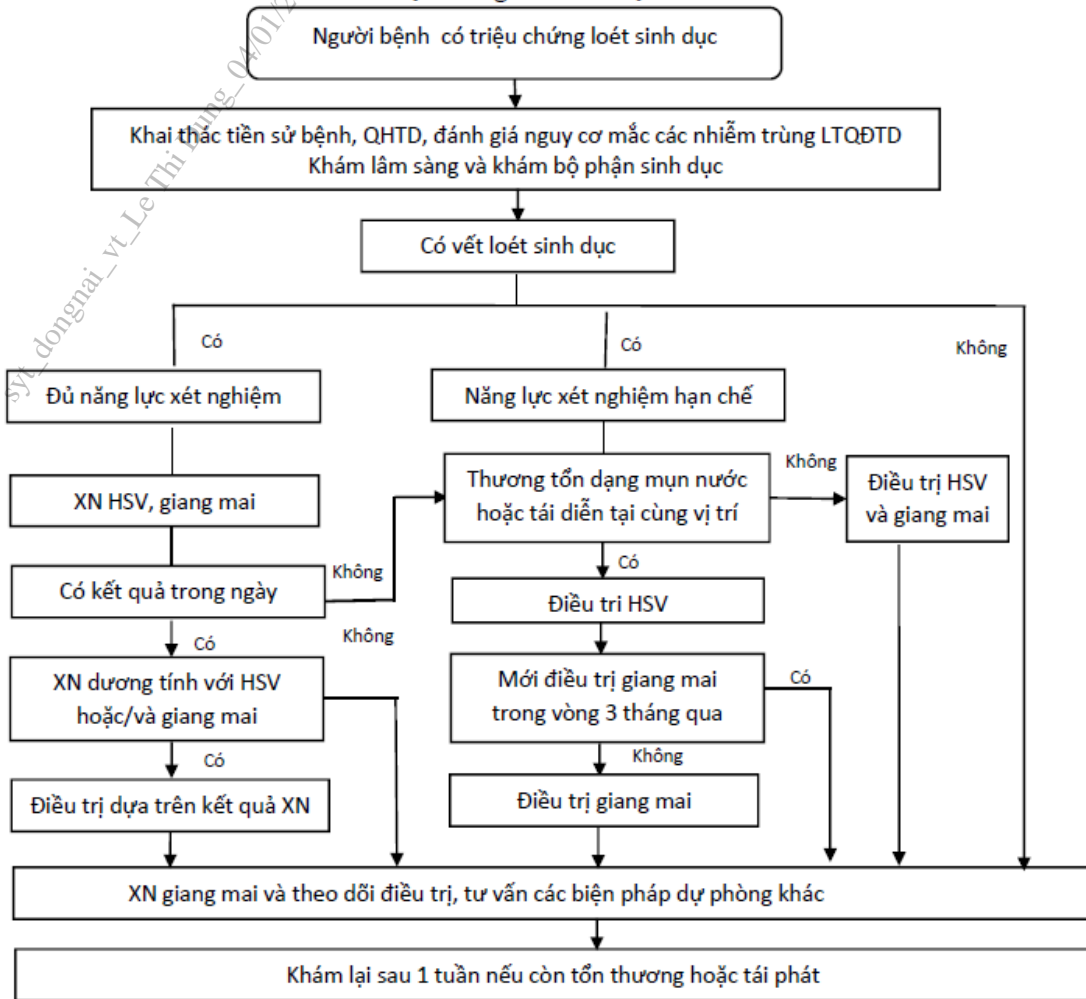 Người bệnh có triệu chứng loét sinh dục
Khai thác tiền sử bệnh, QHTD, đánh giá nguy cơ mắc các nhiễm trùng LTQĐTD
Khám lâm sàng và khám bộ phận sinh dục
Có vết loét sinh dục
Có
Có
Không
Đủ năng lực xét nghiệm
Năng lực xét nghiệm hạn chế
XN HSV, giang mai
Thương tổn dạng mụn nước
hoặc tái diễn tại cùng vị trí
Không
Điều trị HSV
và giang mai
Có kết quả trong ngày
Không
Có
Điều tri HSV
Có
Không
XN dương tính với HSV
hoặc/và giang mai
Mới điều trị giang mai
trong vòng 3 tháng qua
Có
Có
Không
Điều trị dựa trên kết quả XN
Điều trị giang mai
XN giang mai và theo dõi điều trị, tư vấn các biện pháp dự phòng khác
Khám lại sau 1 tuần nếu còn tổn thương hoặc tái phát
syt_dongnai_vt_Le Thi Hung_04/01/2